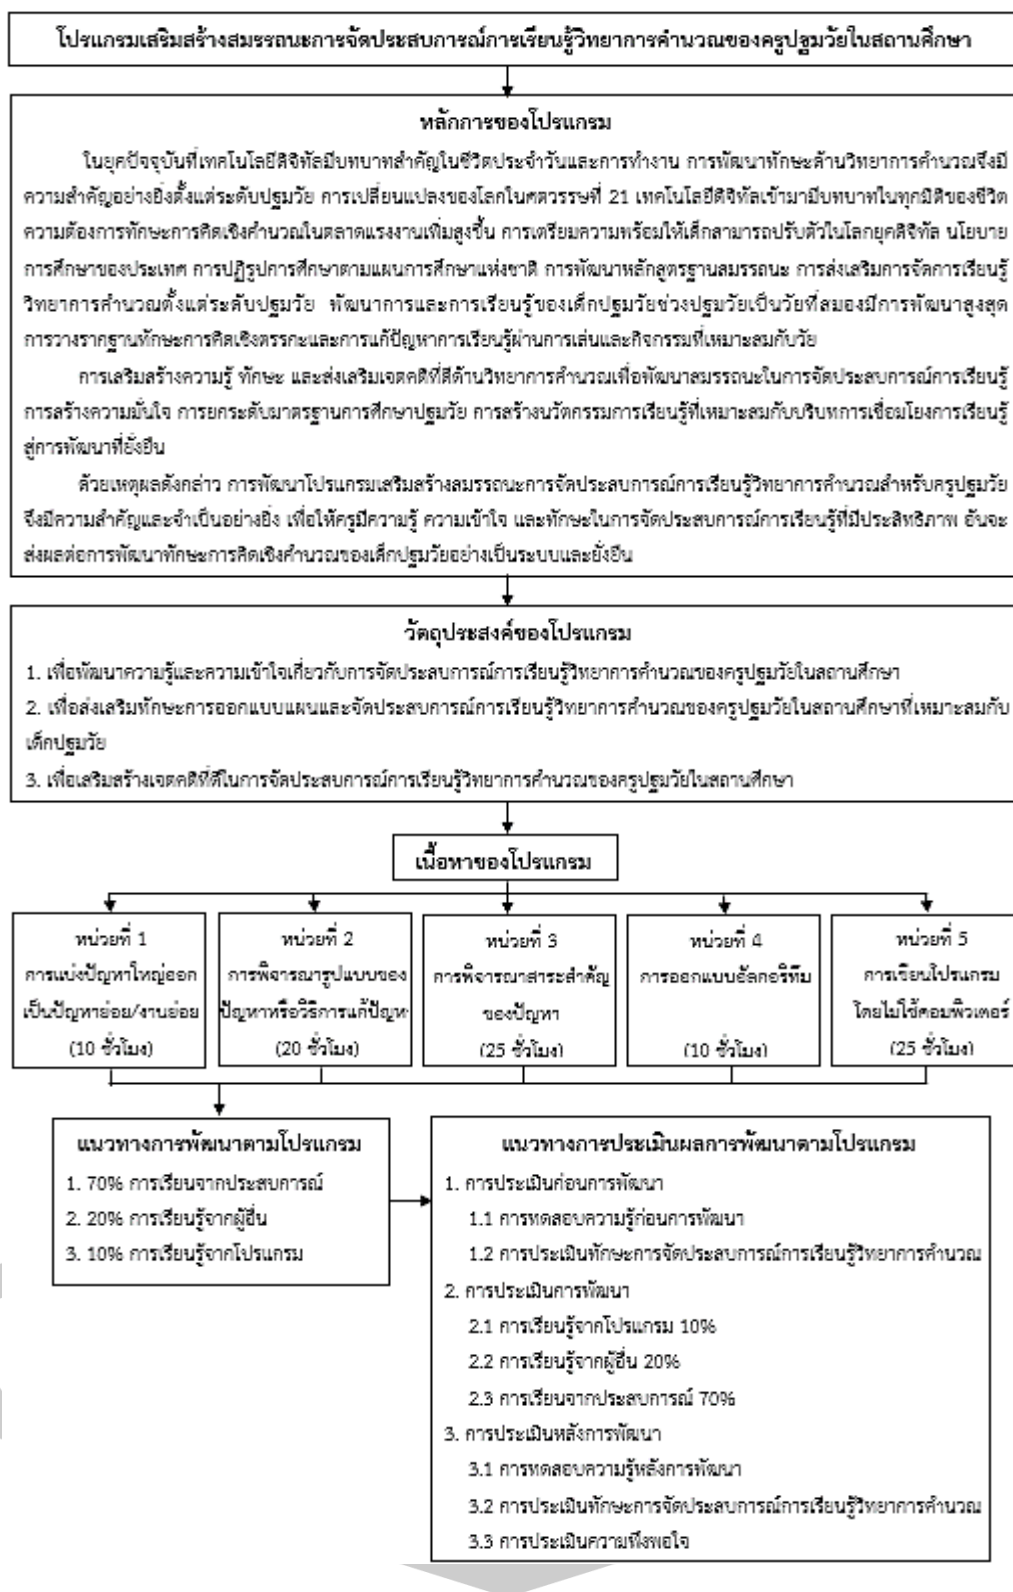 โปรแกรมเสริมสร้างสมรรถนะการจัดประสบการณ์การเรียนรู้วิทยาการคำนวณของครูปฐมวัยในสถานศึกษา
หลักการของโปรแกรม
ในยุคปัจจุบันที่เทคโนโลยีดิจิทัลมีบทบาทสำคัญในชีวิตประจำวันและการทำงาน การพัฒนาทักษะด้านวิทยาการคำนวณจึงมี
ความสำคัญอย่างยิ่งตั้งแต่ระดับปฐมวัย การเปลี่ยนแปลงของโลกในศตวรรษที่ 21 เทคโนโลยีดิจิทัลเข้ามามีบทบาทในทุกมิติของชีวิต
ความต้องการทักษะการคิดเชิงคำนวณในตลาดแรงงานเพิ่มสูงขึ้น การเตรียมความพร้อมให้เด็กสามารถปรับตัวในโลกยุคดิจิทัล นโยบาย
การศึกษาของประเทศ การปฏิรูปการศึกษาตามแผนการศึกษาแห่งชาติ การพัฒนาหลักสูตรฐานสมรรถนะ การส่งเสริมการจัดการเรียนรู้
วิทยาการคำนวณตั้งแต่ระดับปฐมวัย พัฒนาการและการเรียนรู้ของเด็กปฐมวัยช่วงปฐมวัยเป็นวัยที่สมองมีการพัฒนาสูงสุด
การวางรากฐานทักษะการคิดเชิงตรรกะและการแก้ปัญหาการเรียนรู้ผ่านการเล่นและกิจกรรมที่เหมาะสมกับวัย
การเสริมสร้างความรู้ ทักษะ และส่งเสริมเจตคติที่ดีด้านวิทยาการคำนวณเพื่อพัฒนาสมรรถนะในการจัดประสบการณ์การเรียนรู้
การสร้างความมั่นใจ การยกระดับมาตรฐานการศึกษาปฐมวัย การสร้างนวัตกรรมการเรียนรู้ที่เหมาะสมกับบริบทการเชื่อมโยงการเรียนรู้
สู่การพัฒนาที่ยั่งยืน
ด้วยเหตุผลดังกล่าว การพัฒนาโปรแกรมเสริมสร้างสมรรถนะการจัดประสบการณ์การเรียนรู้วิทยาการคำนวณสำหรับครูปฐมวัย
จึงมีความสำคัญและจำเป็นอย่างยิ่ง เพื่อให้ครูมีความรู้ ความเข้าใจ และทักษะในการจัดประสบการณ์การเรียนรู้ที่มีประสิทธิภาพ อันจะ
ส่งผลต่อการพัฒนาทักษะการคิดเชิงคำนวณของเด็กปฐมวัยอย่างเป็นระบบและยั่งยืน
วัตถุประสงค์ของโปรแกรม
1. เพื่อพัฒนาความรู้และความเข้าใจเกี่ยวกับการจัดประสบการณ์การเรียนรู้วิทยาการคำนวณของครูปฐมวัยในสถานศึกษา
2. เพื่อส่งเสริมทักษะการออกแบบแผนและจัดประสบการณ์การเรียนรู้วิทยาการคำนวณของครูปฐมวัยในสถานศึกษาที่เหมาะสมกับ
เด็กปฐมวัย
3. เพื่อเสริมสร้างเจตคติที่ดีในการจัดประสบการณ์การเรียนรู้วิทยาการคำนวณของครูปฐมวัยในสถานศึกษา
เนื้อหาของโปรแกรม
หน่วยที่ 1
การแบ่งปัญหาใหญ่ออก
เป็นปัญหาย่อย/งานย่อย
(10 ชั่วโมง)
หน่วยที่ 2
การพิจารณารูปแบบของ
ปัญหาหรือวิธีการแก้ปัญหา
(20 ชั่วโมง)
หน่วยที่ 3
การพิจารณาสาระสำคัญ
ของปัญหา
(25 ชั่วโมง)
หน่วยที่ 4
การออกแบบอัลกอริทึม
(10 ชั่วโมง)
หน่วยที่ 5
การเขียนโปรแกรม
โดยไม่ใช้คอมพิวเตอร์
(25 ชั่วโมง)
แนวทางการพัฒนาตามโปรแกรม
1. 70% การเรียนจากประสบการณ์
2. 20% การเรียนรู้จากผู้อื่น
3. 10% การเรียนรู้จากโปรแกรม
แนวทางการประเมินผลการพัฒนาตามโปรแกรม
1. การประเมินก่อนการพัฒนา
1.1 การทดสอบความรู้ก่อนการพัฒนา
1.2 การประเมินทักษะการจัดประสบการณ์การเรียนรู้วิทยาการคำนวณ
2. การประเมินการพัฒนา
2.1 การเรียนรู้จากโปรแกรม 10%
2.2 การเรียนรู้จากผู้อื่น 20%
2.3 การเรียนจากประสบการณ์ 70%
3. การประเมินหลังการพัฒนา
3.1 การทดสอบความรู้หลังการพัฒนา
3.2 การประเมินทักษะการจัดประสบการณ์การเรียนรู้วิทยาการคำนวณ
3.3 การประเมินความพึงพอใจ